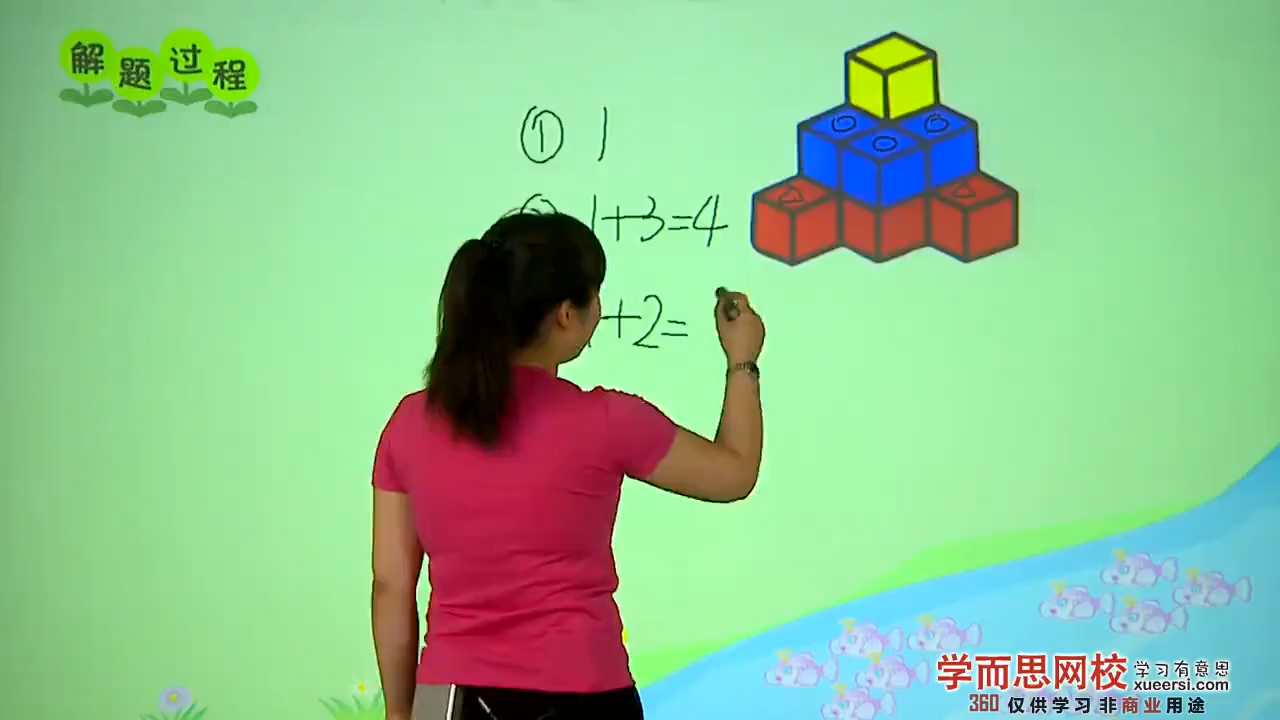 解题过程
① 1
② 1+3=4
+2=
学而思网校 学习有意思
xueersi.com
360 仅供学习 非商业用途